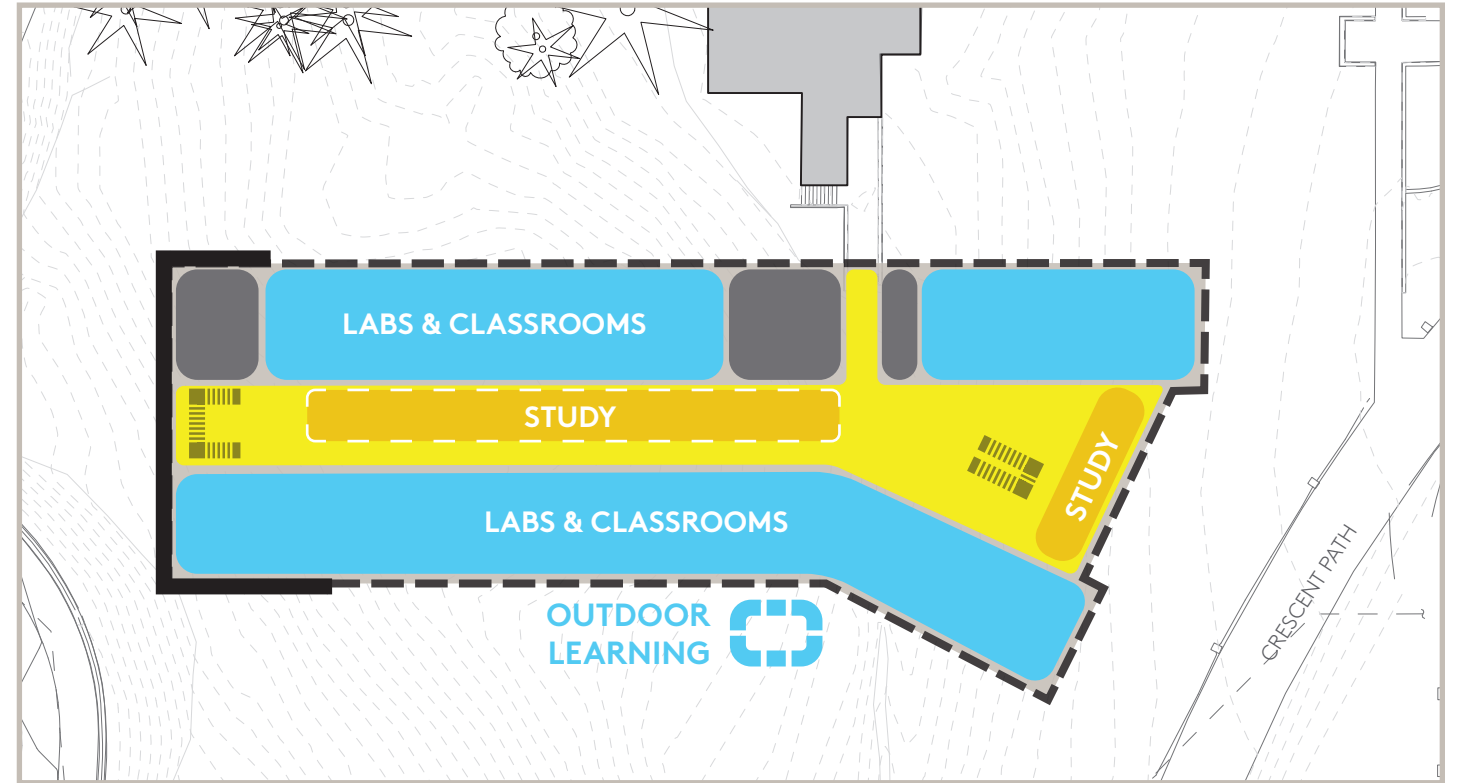 LABS & CLASSROOMS
STUDY
STUDY
LABS & CLASSROOMS
OUTDOOR
LEARNING
CRESCENT PATH